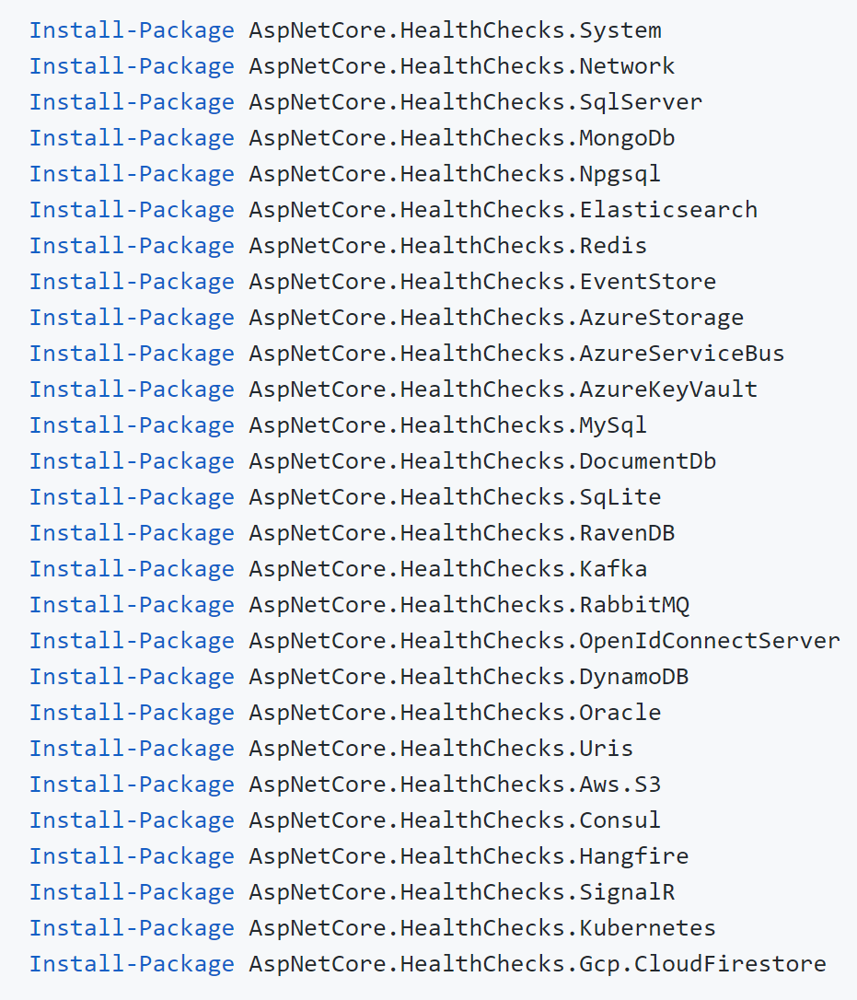 Install-Package AspNetCore.HealthChecks.System
Install-Package AspNetCore.HealthChecks.Network
Install-Package AspNetCore.HealthChecks.SqlServer
Install-Package AspNetCore.HealthChecks.MongoDb
Install-Package AspNetCore.HealthChecks.Npgsql
Install-Package AspNetCore.HealthChecks.Elasticsearch
Install-Package AspNetCore.HealthChecks.Redis
Install-Package AspNetCore.HealthChecks.EventStore
Install-Package AspNetCore.HealthChecks.AzureStorage
Install-Package AspNetCore.HealthChecks.AzureServiceBus
Install-Package AspNetCore.HealthChecks.AzureKeyVault
Install-Package AspNetCore.HealthChecks.MySql
Install-Package AspNetCore.HealthChecks.DocumentDb
Install-Package AspNetCore.HealthChecks.SqLite
Install-Package AspNetCore.HealthChecks.RavenDB
Install-Package AspNetCore.HealthChecks.Kafka
Install-Package AspNetCore.HealthChecks.RabbitMQ
Install-Package AspNetCore.HealthChecks.OpenIdConnectServer
Install-Package AspNetCore.HealthChecks.DynamoDB
Install-Package AspNetCore.HealthChecks.Oracle
Install-Package AspNetCore.HealthChecks.Uris
Install-Package AspNetCore.HealthChecks.Aws.S3
Install-Package AspNetCore.HealthChecks.Consul
Install-Package AspNetCore.HealthChecks.Hangfire
Install-Package AspNetCore.HealthChecks.SignalR
Install-Package AspNetCore.HealthChecks.Kubernetes
Install-Package AspNetCore.HealthChecks.Gcp.CloudFirestore